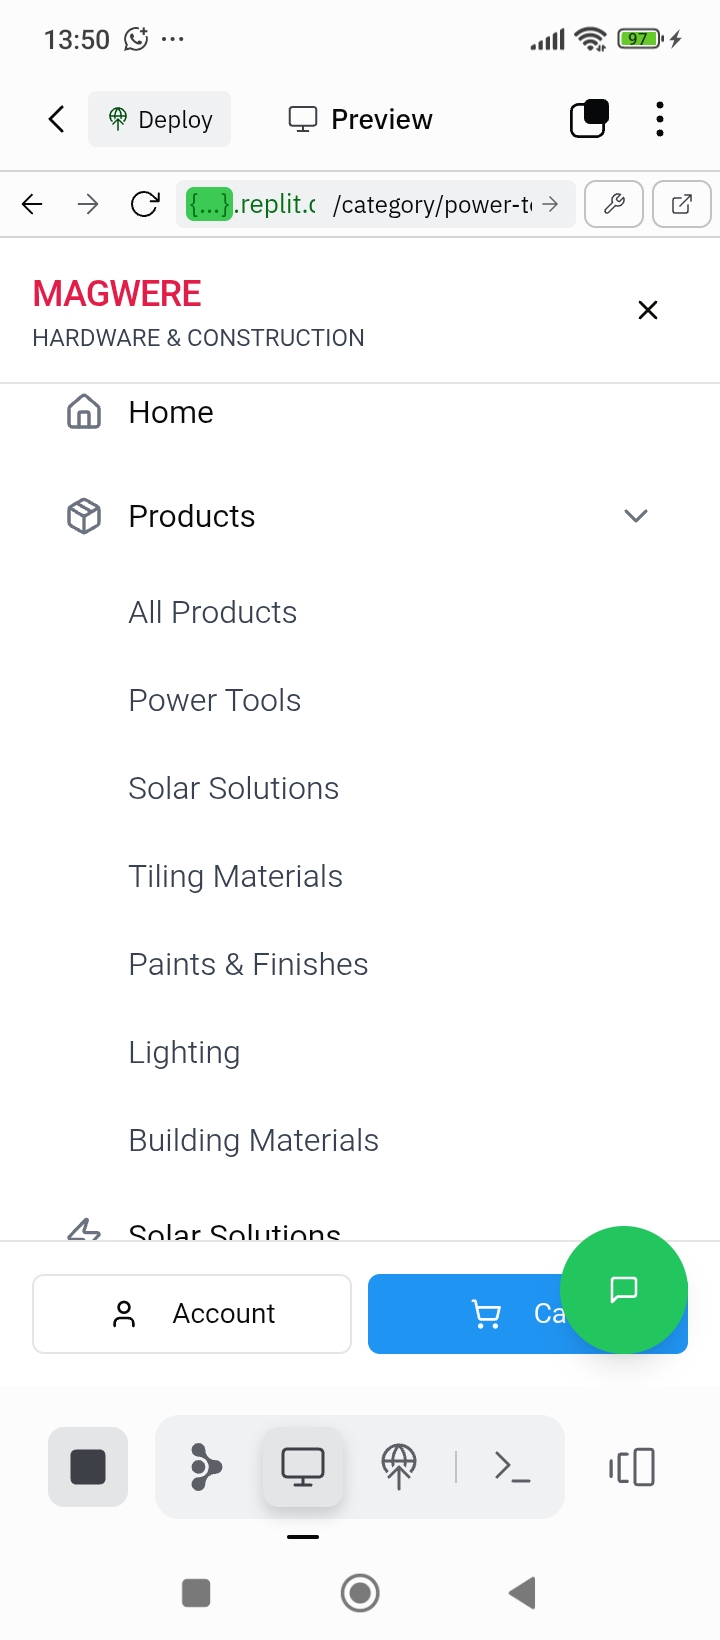 13:50
97
Deploy
Preview
{...}.replit.
/category/power-t
MAGWERE
HARDWARE & CONSTRUCTION
Home
Products
All Products
Power Tools
Solar Solutions
Tiling Materials
Paints & Finishes
Lighting
Building Materials
Solar Solutions
Account
Ca